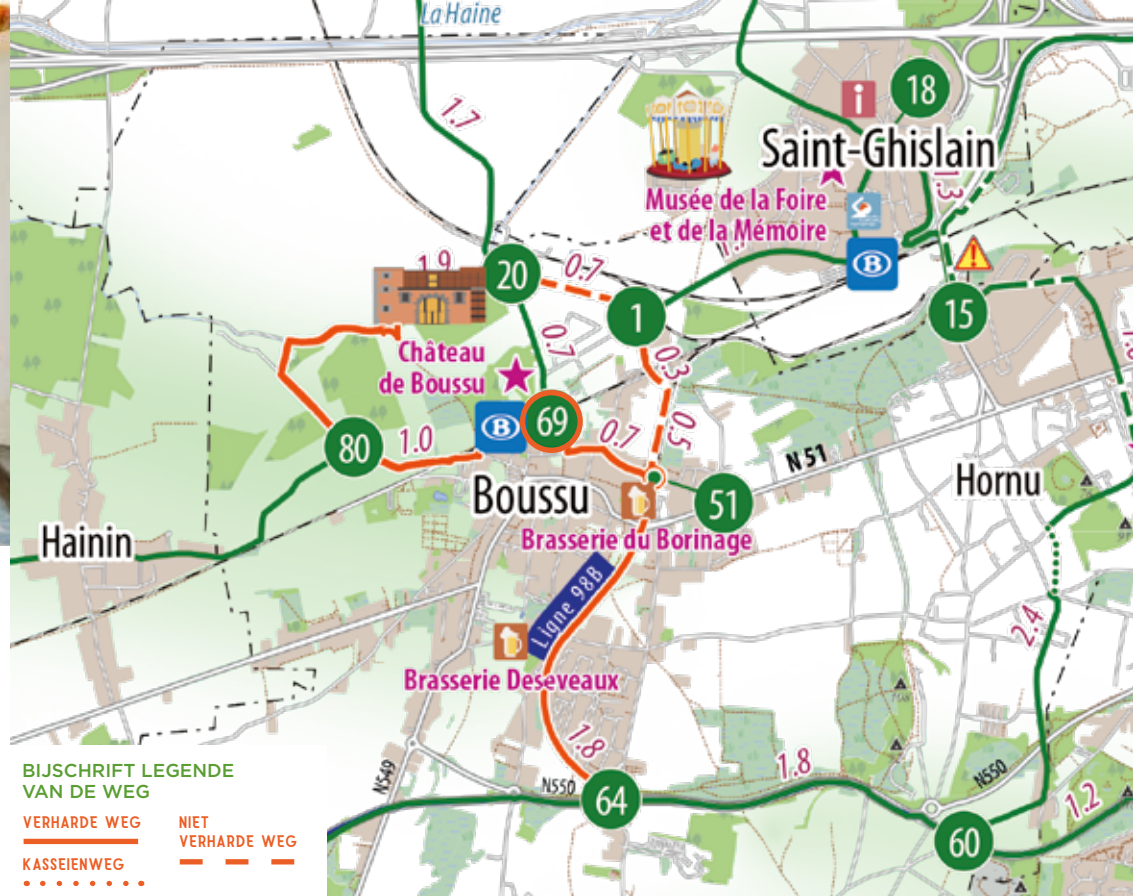 La Haine
1.7
18
i
Saint-Ghislain
1.3
Musée de la Foire
et de la Mémoire
B
1.9
20
0.7
1
15
0.7
0.3
Château
de Boussu
B
69
0.7
0.5
80
1.0
N 51
51
Boussu
Hornu
Hainin
Brasserie du Borinage
Ligne 98B
2.4
Brasserie Deseveaux
1.8
N549
N550
64
1.8
N550
1.2
60
BIJSCHRIFT LEGENDE
VAN DE WEG
VERHARDE WEG
NIET
VERHARDE WEG
KASSEIENWEG